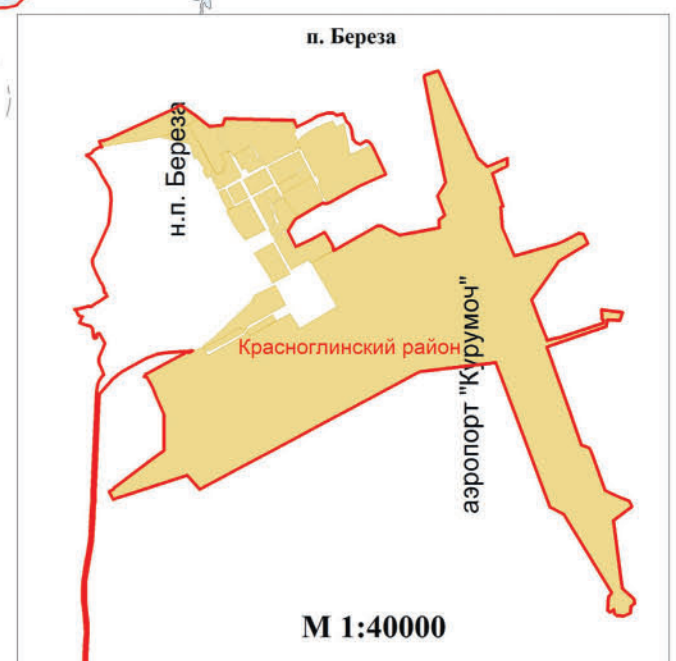 п. Береза
н.п. Береза
Красноглинский район
аэропорт "Курумоч"
М 1:40000